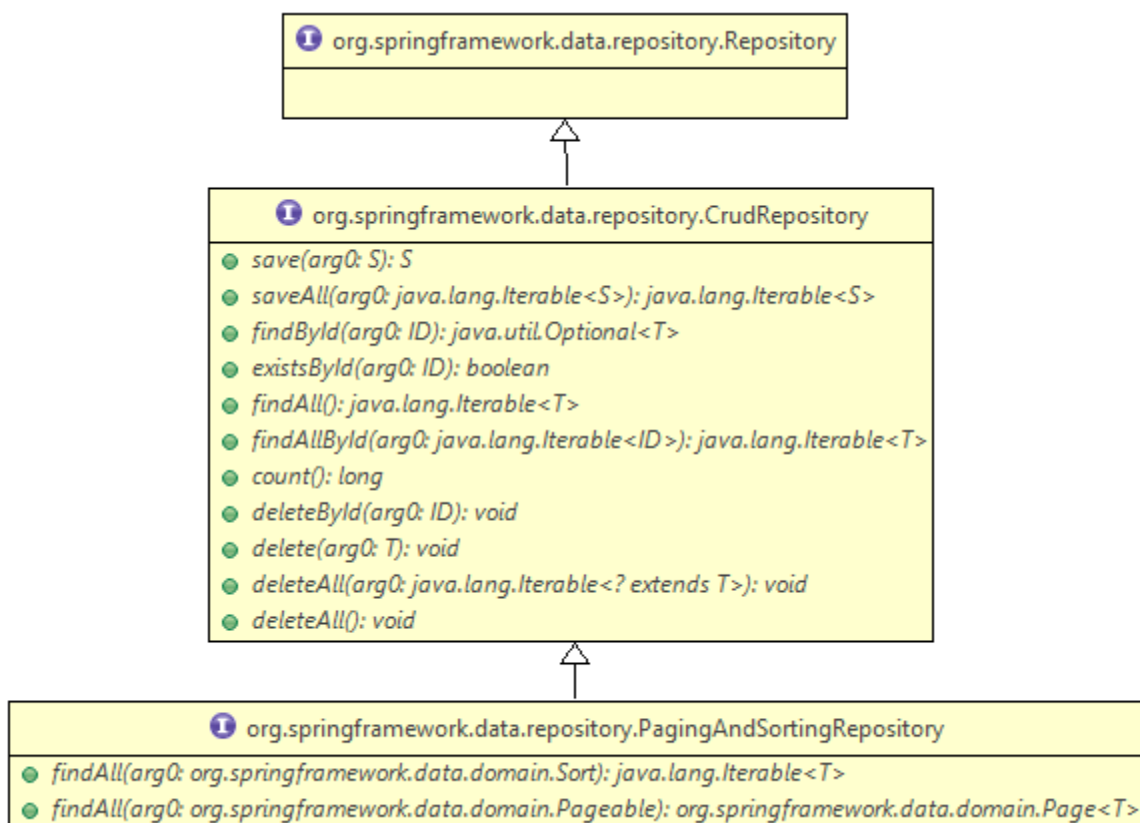 I org.springframework.data.repository.Repository
I org.springframework.data.repository.CrudRepository
save(arg0: S): S
saveAll(arg0: java.lang.Iterable<S>): java.lang.Iterable<S>
findById(arg0: ID): java.util.Optional<T>
existsById(arg0: ID): boolean
findAll(): java.lang.Iterable<T>
findAllById(arg0: java.lang.Iterable<ID>): java.lang.Iterable<T>
count(): long
deleteById(arg0: ID): void
delete(arg0: T): void
deleteAll(arg0: java.lang.Iterable<? extends T>): void
deleteAll(): void
I org.springframework.data.repository.PagingAndSortingRepository
findAll(arg0: org.springframework.data.domain.Sort): java.lang.Iterable<T>
findAll(arg0: org.springframework.data.domain.Pageable): org.springframework.data.domain.Page<T>